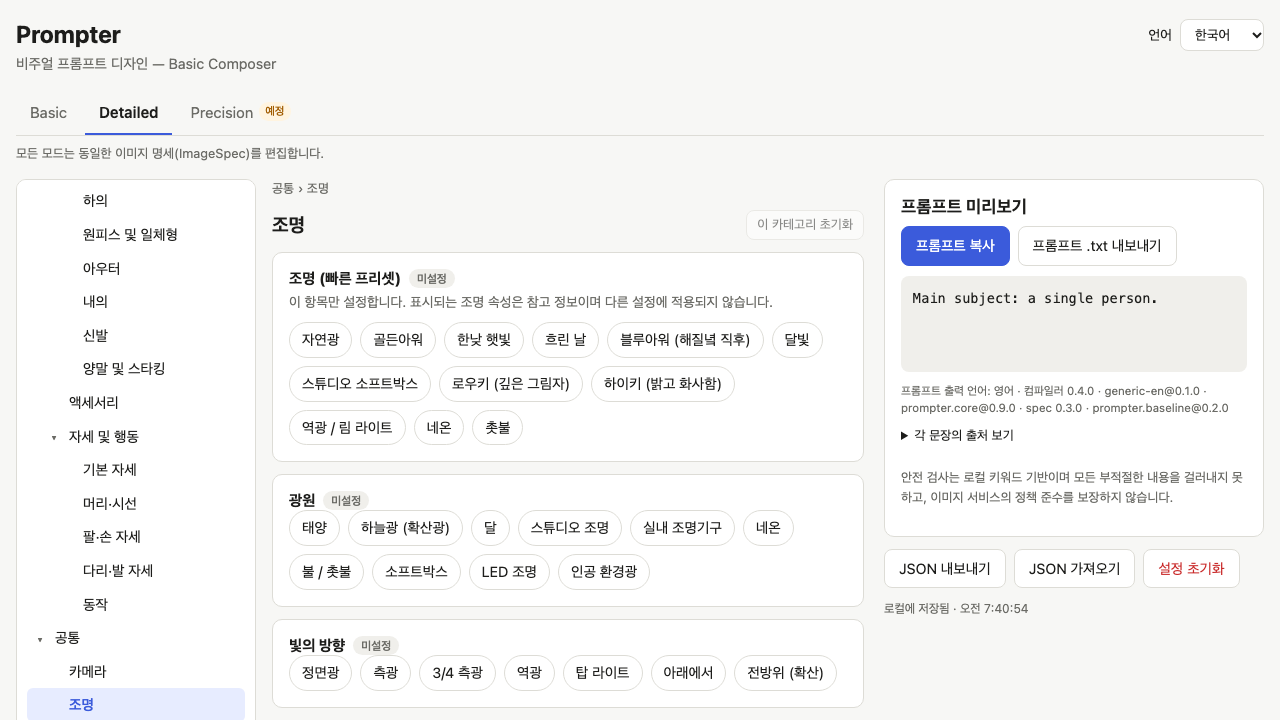 Prompter
언어
한국어
비주얼 프롬프트 디자인 — Basic Composer
Basic
Detailed
Precision 예정
모든 모드는 동일한 이미지 명세(ImageSpec)를 편집합니다.
하의
원피스 및 일체형
아우터
내의
신발
양말 및 스타킹
액세서리
자세 및 행동
기본 자세
머리·시선
팔·손 자세
다리·발 자세
동작
공통
카메라
조명
공통 › 조명
조명
이 카테고리 초기화
조명 (빠른 프리셋) 미설정
이 항목만 설정합니다. 표시되는 조명 속성은 참고 정보이며 다른 설정에 적용되지 않습니다.
자연광 골든아워 한낮 햇빛 흐린 날 블루아워 (해질녘 직후) 달빛
스튜디오 소프트박스 로우키 (깊은 그림자) 하이키 (밝고 화사함)
역광 / 림 라이트 네온 촛불
광원 미설정
태양 하늘광 (확산광) 달 스튜디오 조명 실내 조명기구 네온
불 / 촛불 소프트박스 LED 조명 인공 환경광
빛의 방향 미설정
정면광 측광 3/4 측광 역광 탑 라이트 아래에서 전방위 (확산)
프롬프트 미리보기
프롬프트 복사 프롬프트 .txt 내보내기
Main subject: a single person.
프롬프트 출력 언어: 영어 · 컴파일러 0.4.0 · generic-en@0.1.0 ·
prompter.core@0.9.0 · spec 0.3.0 · prompter.baseline@0.2.0
각 문장의 출처 보기
안전 검사는 로컬 키워드 기반이며 모든 부적절한 내용을 걸러내지 못
하고, 이미지 서비스의 정책 준수를 보장하지 않습니다.
JSON 내보내기 JSON 가져오기 설정 초기화
로컬에 저장됨 · 오전 7:40:54